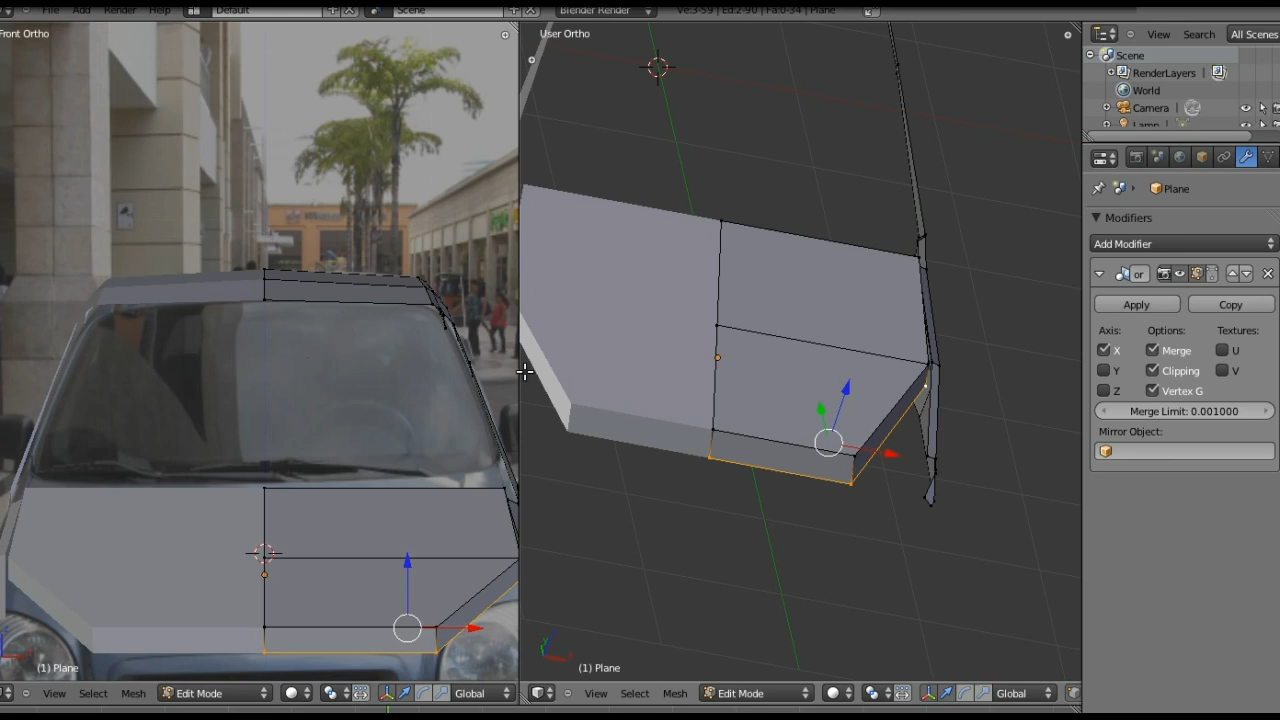 File Add Render Help Default Scene Blender Render Ve:3-59 | Ed:2-90 | Fa:0-34 | Plane
Front Ortho
User Ortho
View Search All Scenes
Scene
RenderLayers
World
Camera
Lamp
Plane
Modifiers
Add Modifier
or
Apply Copy
Axis: Options: Textures:
X Merge U
Y Clipping V
Z Vertex G
Merge Limit: 0.001000
Mirror Object:
(1) Plane
(1) Plane
View Select Mesh Edit Mode Global
View Select Mesh Edit Mode Global